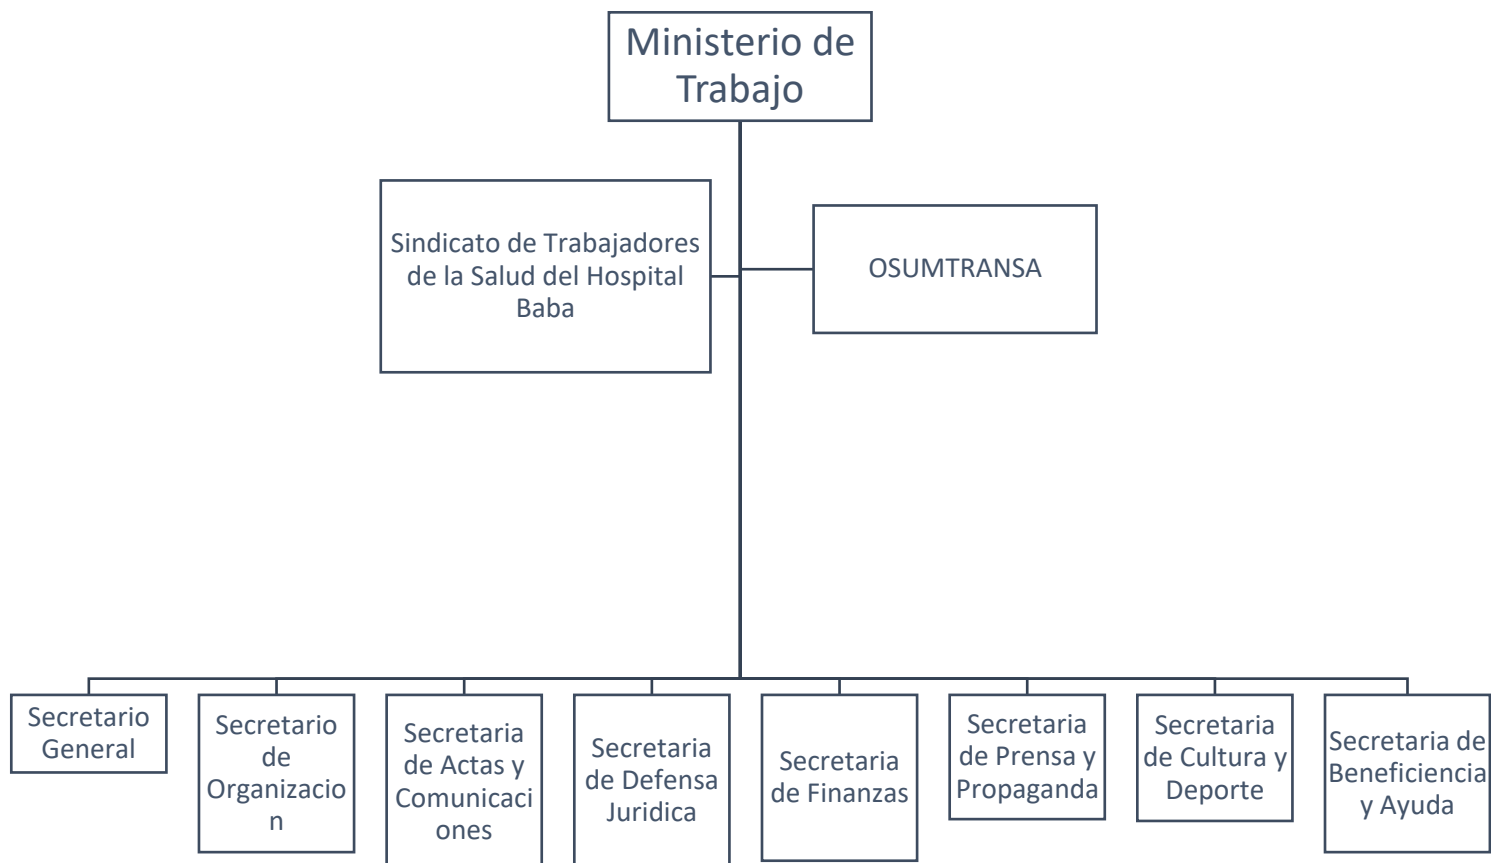 Ministerio de
Trabajo
Sindicato de Trabajadores
de la Salud del Hospital
Baba
OSUMTRANSA
Secretario
General
Secretario
de
Organizacio
n
Secretaria
de Actas y
Comunicaci
ones
Secretaria
de Defensa
Juridica
Secretaria
de Finanzas
Secretaria
de Prensa y
Propaganda
Secretaria
de Cultura y
Deporte
Secretaria de
Beneficiencia
y Ayuda